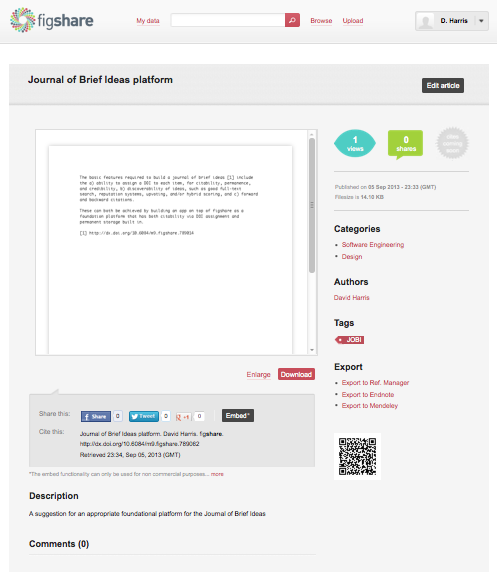 figshare
My data
Browse
Upload
D. Harris
Journal of Brief Ideas platform
Edit article
The basic features required to build a journal of brief ideas [1] include
the a) ability to assign a DOI to each item, for citability, permanence,
and credibility, b) discoverability of ideas, such as good full-text
search, reputation systems, upvoting, and/or hybrid scoring, and c) forward
and backward citations.
These can both be achieved by building an app on top of figshare as a
foundation platform that has both citability via DOI assignment and
permanent storage built in.
[1] http://dx.doi.org/10.6084/m9.figshare.789814
1
views
0
shares
Published on 05 Sep 2013 - 23:33 (GMT)
Filesize is 14.10 KB
Categories
• Software Engineering
• Design
Authors
David Harris
Tags
JOBI
Export
• Export to Ref. Manager
• Export to Endnote
• Export to Mendeley
Enlarge
Download
Share this:
Share
0
Tweet
0
+1
0
Embed*
Cite this:
Journal of Brief Ideas platform. David Harris. figshare.
http://dx.doi.org/10.6084/m9.figshare.789062
Retrieved 23:34, Sep 05, 2013 (GMT)
*The embed functionality can only be used for non commercial purposes... more
Description
A suggestion for an appropriate foundational platform for the Journal of Brief Ideas
Comments (0)